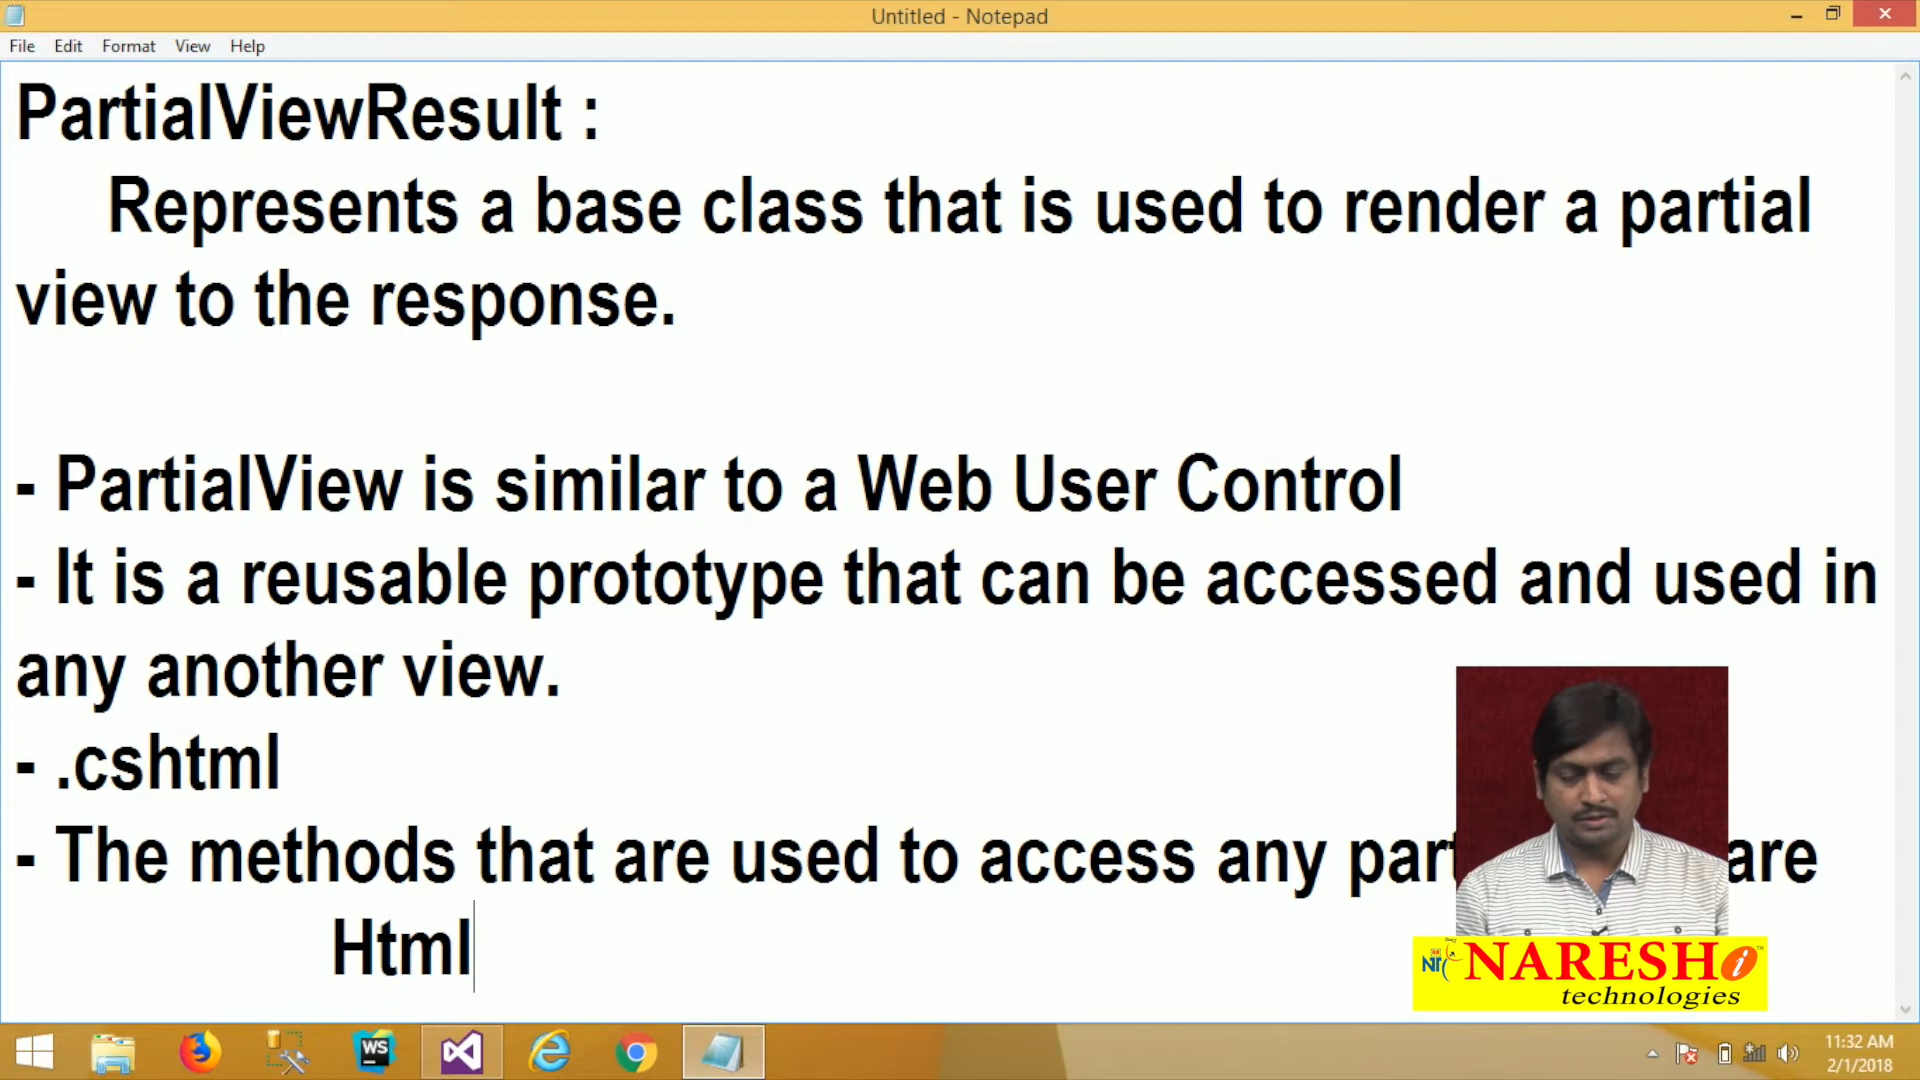 Untitled - Notepad
File Edit Format View Help
PartialViewResult :
Represents a base class that is used to render a partial
view to the response.
- PartialView is similar to a Web User Control
- It is a reusable prototype that can be accessed and used in
any another view.
- .cshtml
- The methods that are used to access any part are
Html
NARESHi
technologies
WS
11:32 AM
2/1/2018